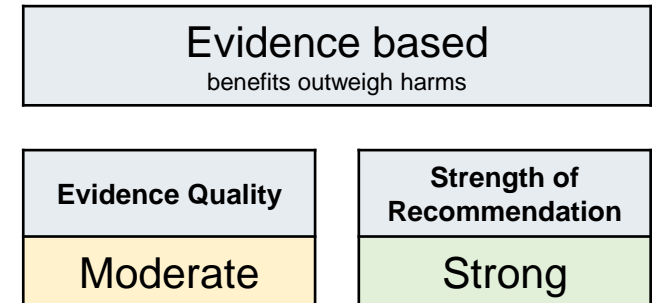 Evidence based
benefits outweigh harms
Evidence Quality
Strength of
Recommendation
Moderate
Strong